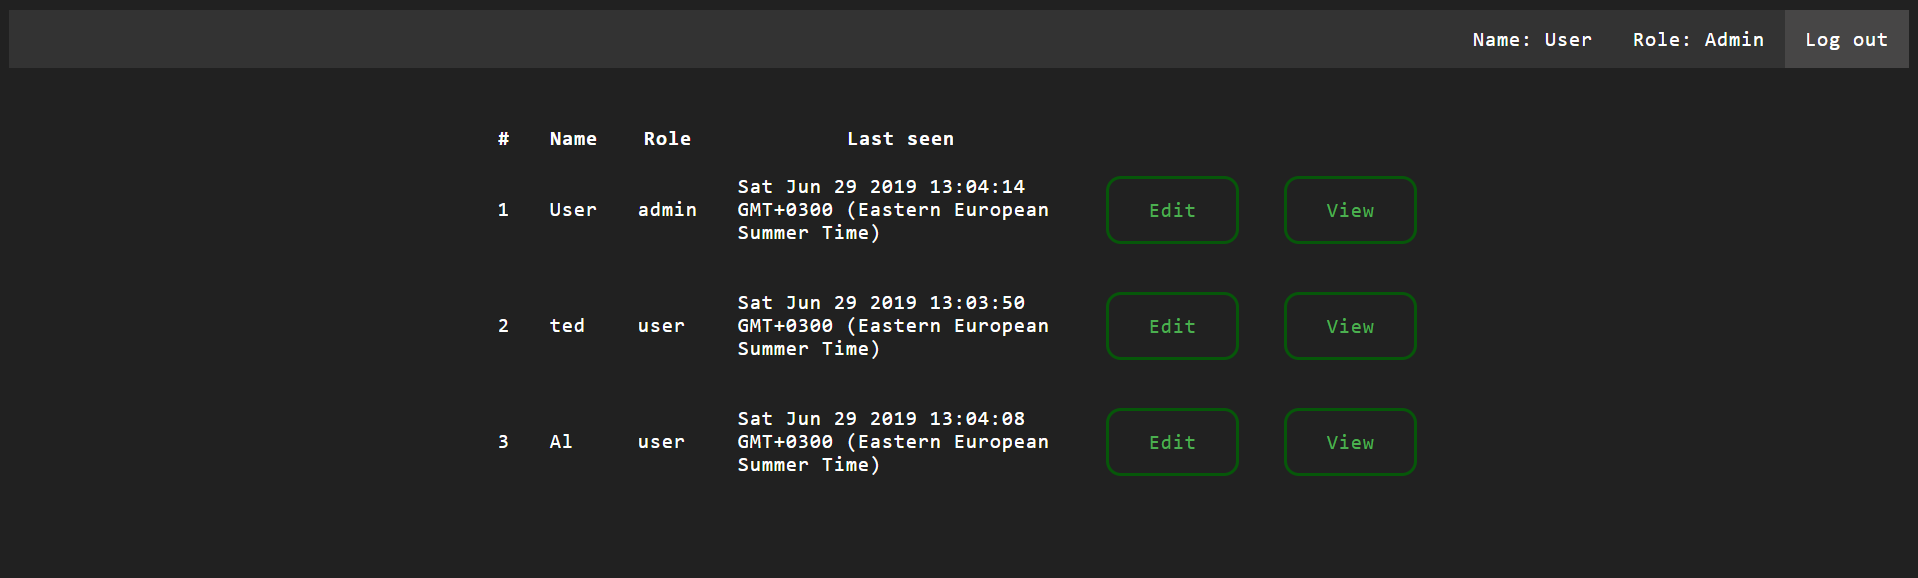 Name: User Role: Admin Log out
# Name Role Last seen
Sat Jun 29 2019 13:04:14
1 User admin GMT+0300 (Eastern European Edit View
Summer Time)
Sat Jun 29 2019 13:03:50
2 ted user GMT+0300 (Eastern European Edit View
Summer Time)
Sat Jun 29 2019 13:04:08
3 Al user GMT+0300 (Eastern European Edit View
Summer Time)